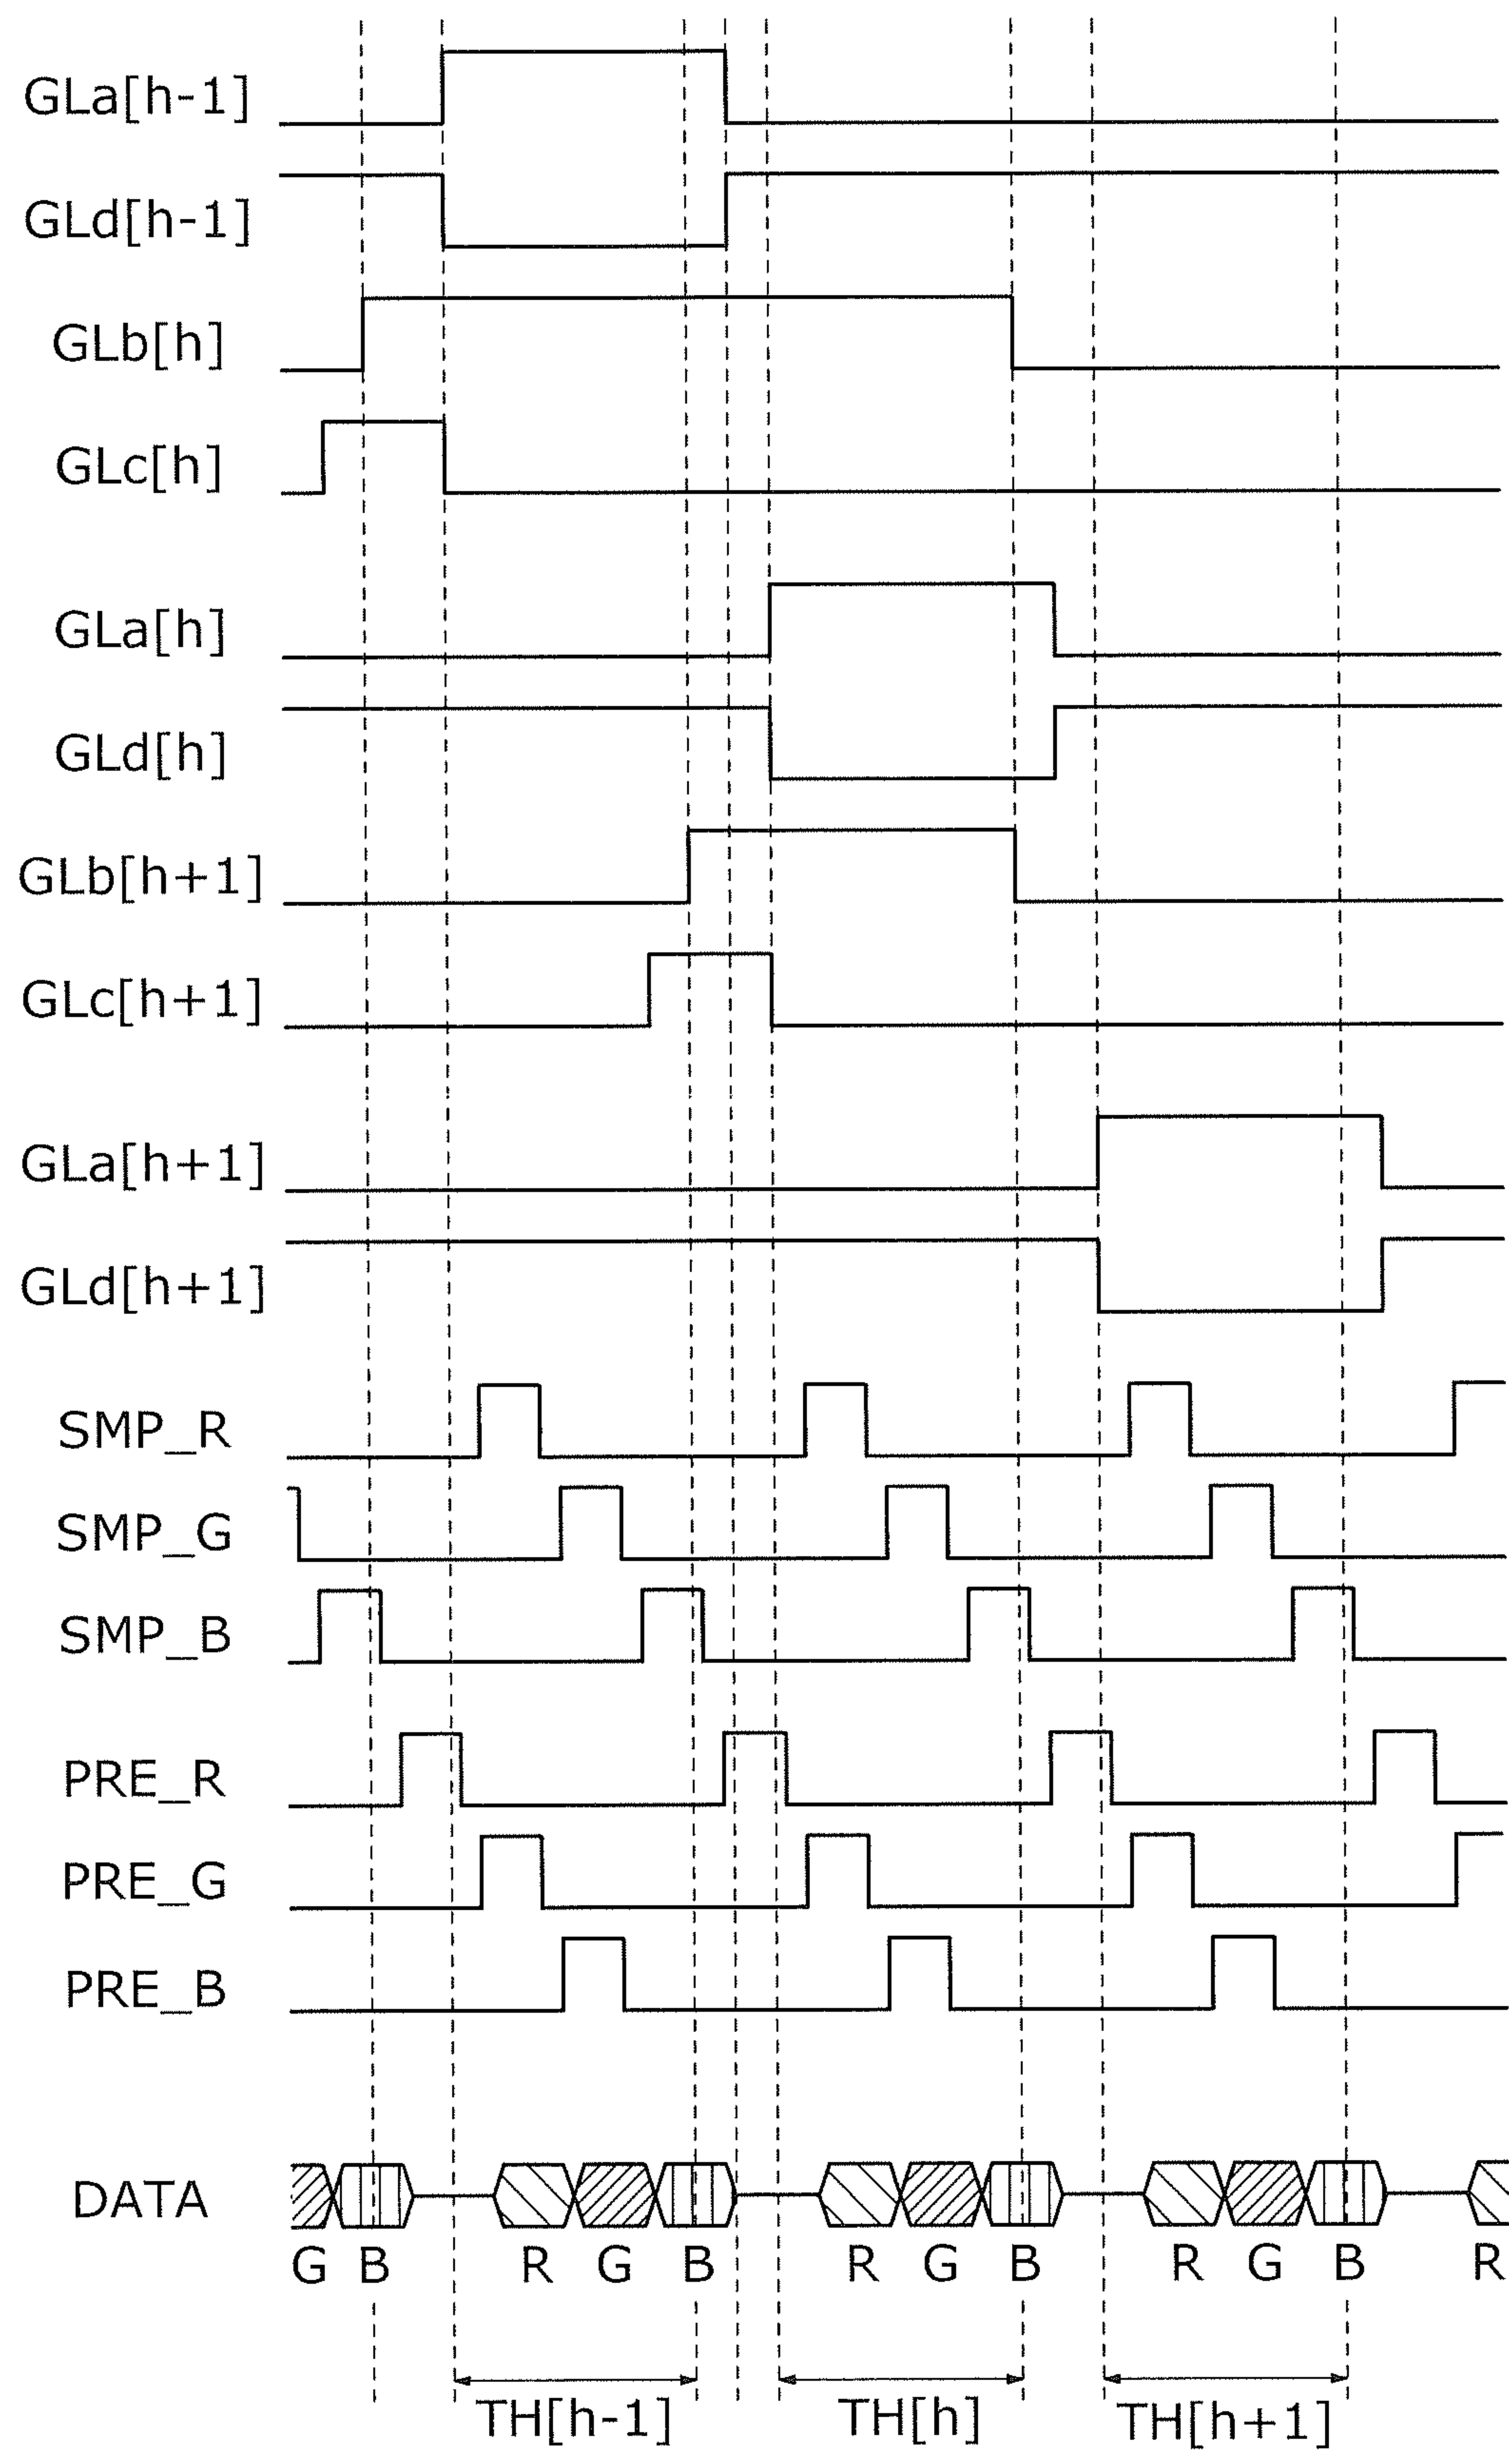 GLa[h-1]
GLd[h-1]
GLb[h]
GLc[h]
GLa[h]
GLd[h]
GLb[h+1]
GLc[h+1]
GLa[h+1]
GLd[h+1]
SMP_R
SMP_G
SMP_B
PRE_R
PRE_G
PRE_B
DATA
G B R G B R G B R G B R
TH[h-1] TH[h] TH[h+1]